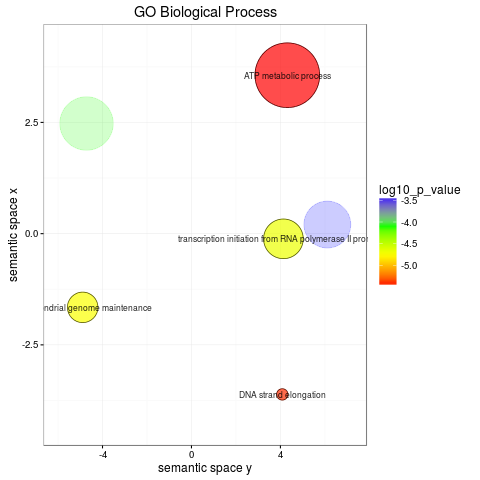 GO Biological Process
ATP metabolic process
transcription initiation from RNA polymerase II pro
ndrial genome maintenance
DNA strand elongation
2.5
0.0
-2.5
-4
0
4
semantic space y
semantic space x
log10_p_value
-3.5
-4.0
-4.5
-5.0